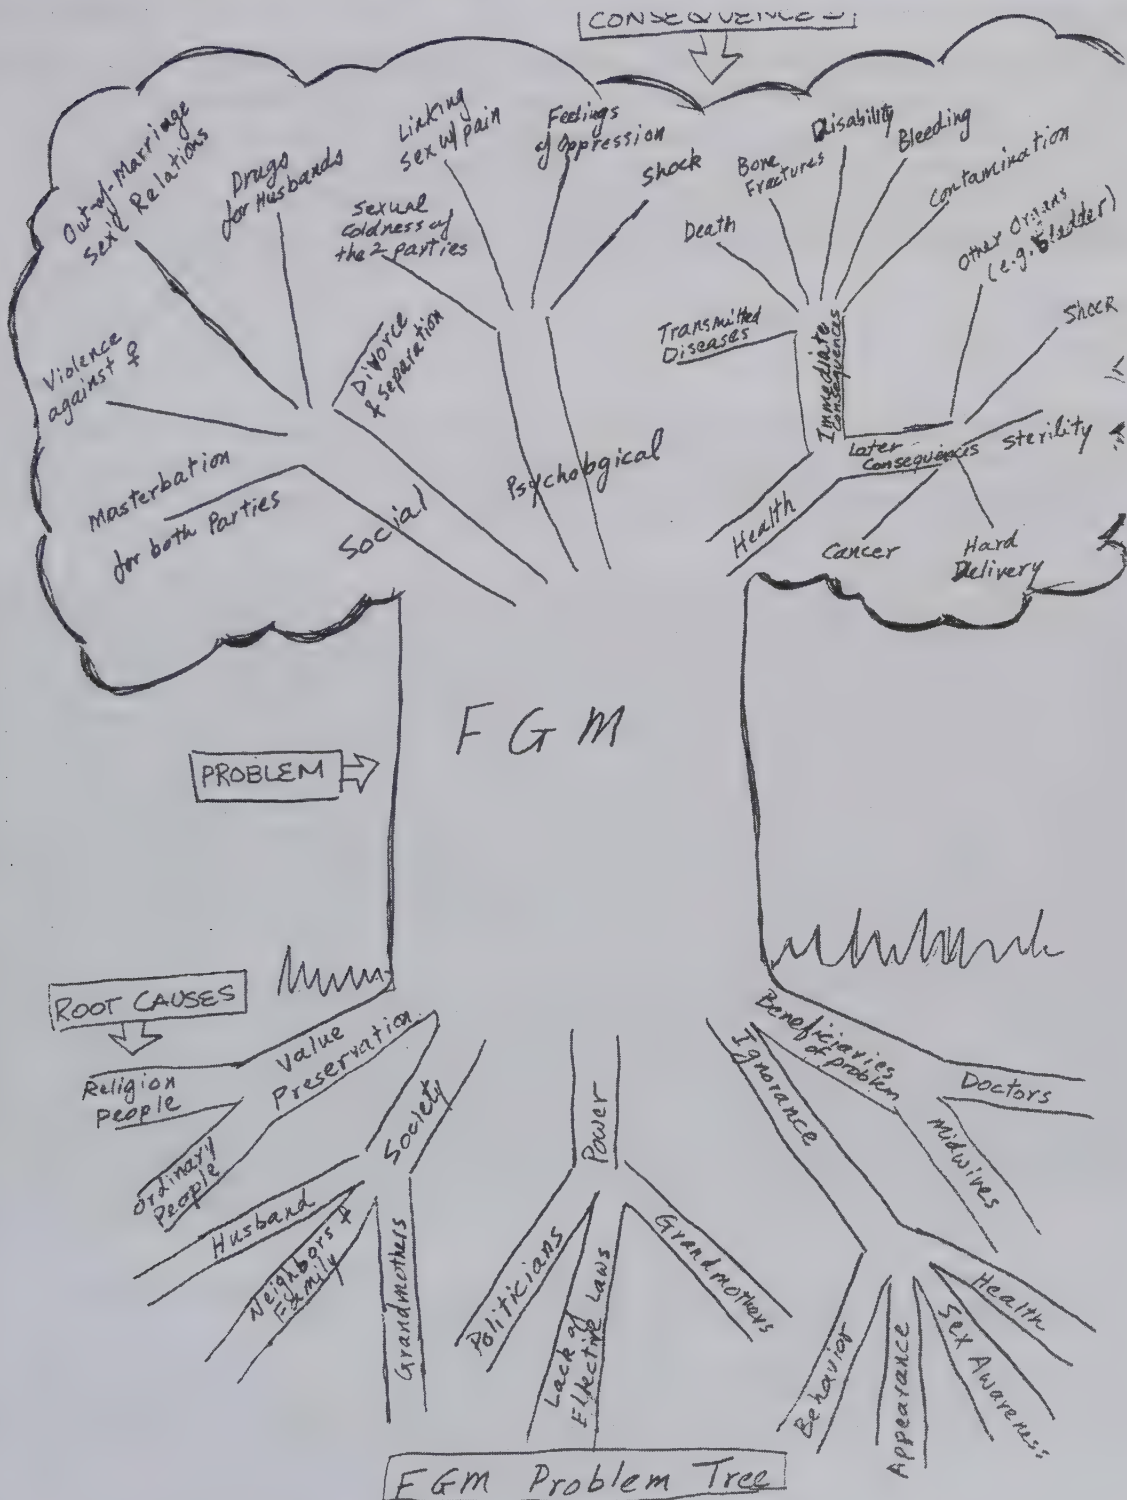 CONSEQUENCES
Out-of-Marriage
Sex'l Relations
Drugs
for Husbands
Linking
Sex w/ pain
Feelings
of Oppression
Shock
Sexual
Coldness of
the 2 parties
Divorce
& Separation
Violence
against ♀
Masterbation
for both Parties
Social
Psychological
Death
Bone
Fractures
Disability
Bleeding
Contamination
Transmitted
Diseases
Immediate
Consequences
Other Organs
(e.g. Bladder)
Shock
Sterility
Later
Consequences
Health
Cancer
Hard
Delivery
FGM
PROBLEM
ROOT CAUSES
Value
Preservation
Religion
People
Ordinary
People
Society
Husband
Neighbors &
Family
Grandmothers
Power
Politicians
Lack of
Effective Laws
Grandmothers
Ignorance
Beneficiaries
of problem
Doctors
Midwives
Behavior
Appearance
Sex Awareness
Health
FGM Problem Tree